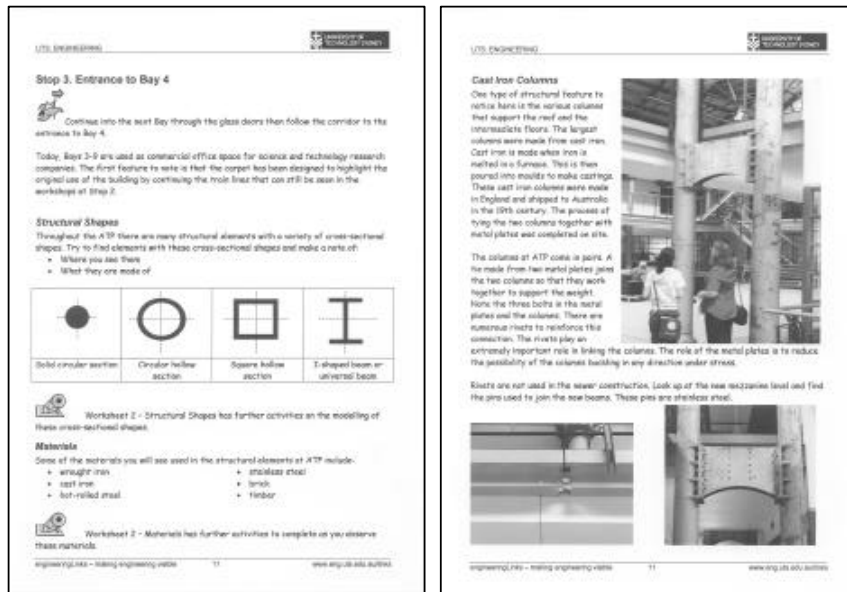 UTS: ENGINEERING
UNIVERSITY OF
TECHNOLOGY SYDNEY
Stop 3. Entrance to Bay 4
Continue into the next Bay through the glass doors then follow the corridor to the
entrance to Bay 4.
Today, Bays 3-9 are used as commercial office space for science and technology research
companies. The first feature to note is that the carpet has been designed to highlight the
original use of the building by continuing the train lines that can still be seen in the
workshops at Stop 2.
Structural Shapes
Throughout the ATP there are many structural elements with a variety of cross-sectional
shapes. Try to find elements with these cross-sectional shapes and make a note of:
• Where you see them
• What they are made of
Solid circular section
Circular hollow
section
Square hollow
section
I-shaped beam or
universal beam
Worksheet 2 - Structural Shapes has further activities on the modelling of
these cross-sectional shapes.
Materials
Some of the materials you will see used in the structural elements at ATP include:
• wrought iron
• cast iron
• hot-rolled steel
• stainless steel
• brick
• timber
Worksheet 2 - Materials has further activities to complete as you observe
these materials.
engineeringLinks – making engineering visible 11 www.eng.uts.edu.au/links
UTS: ENGINEERING
UNIVERSITY OF
TECHNOLOGY SYDNEY
Cast Iron Columns
One type of structural feature to
notice here is the various columns
that support the roof and the
intermediate floors. The largest
columns were made from cast iron.
Cast iron is made when iron is
melted in a furnace. This is then
poured into moulds to make castings.
These cast iron columns were made
in England and shipped to Australia
in the 19th century. The process of
tying the two columns together with
metal plates was completed on site.
The columns at ATP come in pairs. A
tie made from two metal plates joins
the two columns so that they work
together to support the weight.
Note the three bolts in the metal
plates and the columns. There are
numerous rivets to reinforce this
connection. The rivets play an
extremely important role in linking the columns. The role of the metal plates is to reduce
the possibility of the columns buckling in any direction under stress.
Rivets are not used in the newer construction. Look up at the new mezzanine level and find
the pins used to join the new beams. These pins are stainless steel.
engineeringLinks – making engineering visible 11 www.eng.uts.edu.au/links